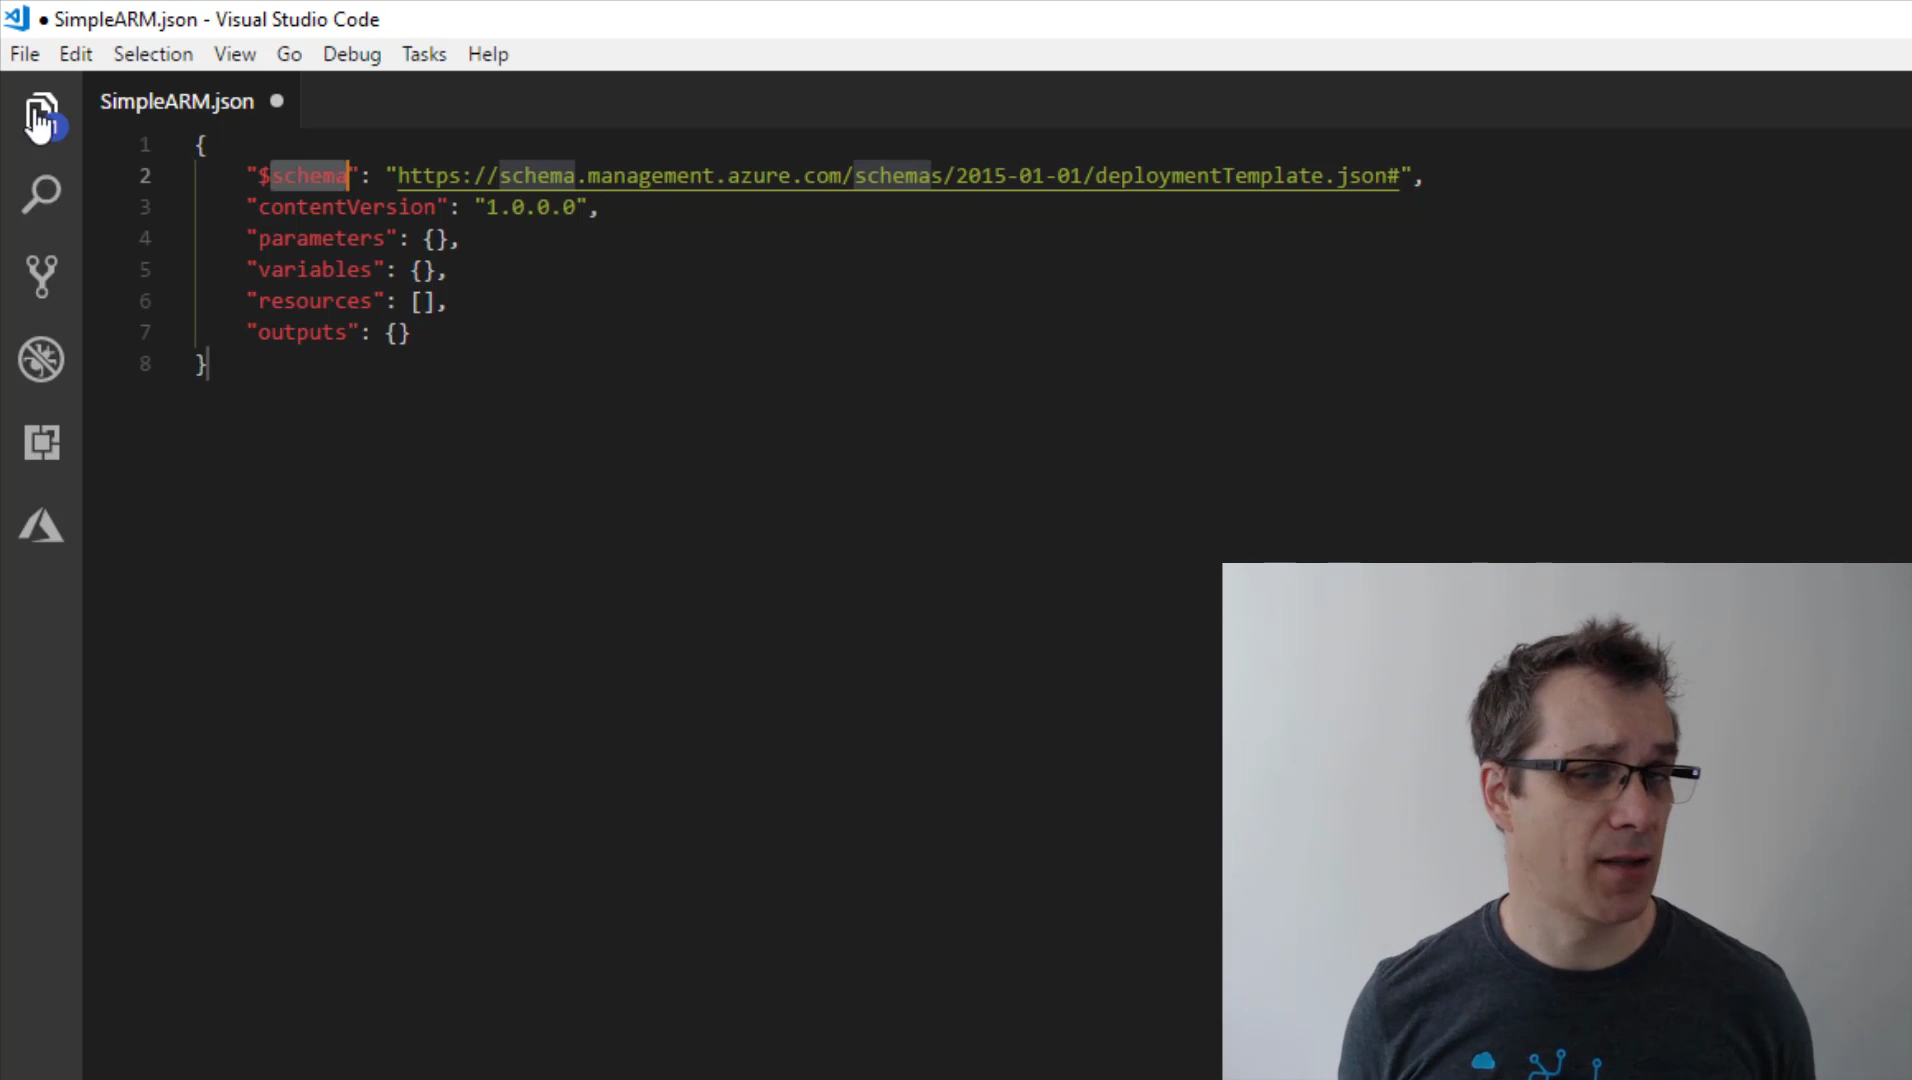 ● SimpleARM.json - Visual Studio Code
File Edit Selection View Go Debug Tasks Help
SimpleARM.json ●
1 {
2 "$schema": "https://schema.management.azure.com/schemas/2015-01-01/deploymentTemplate.json#",
3 "contentVersion": "1.0.0.0",
4 "parameters": {},
5 "variables": {},
6 "resources": [],
7 "outputs": {}
8 }